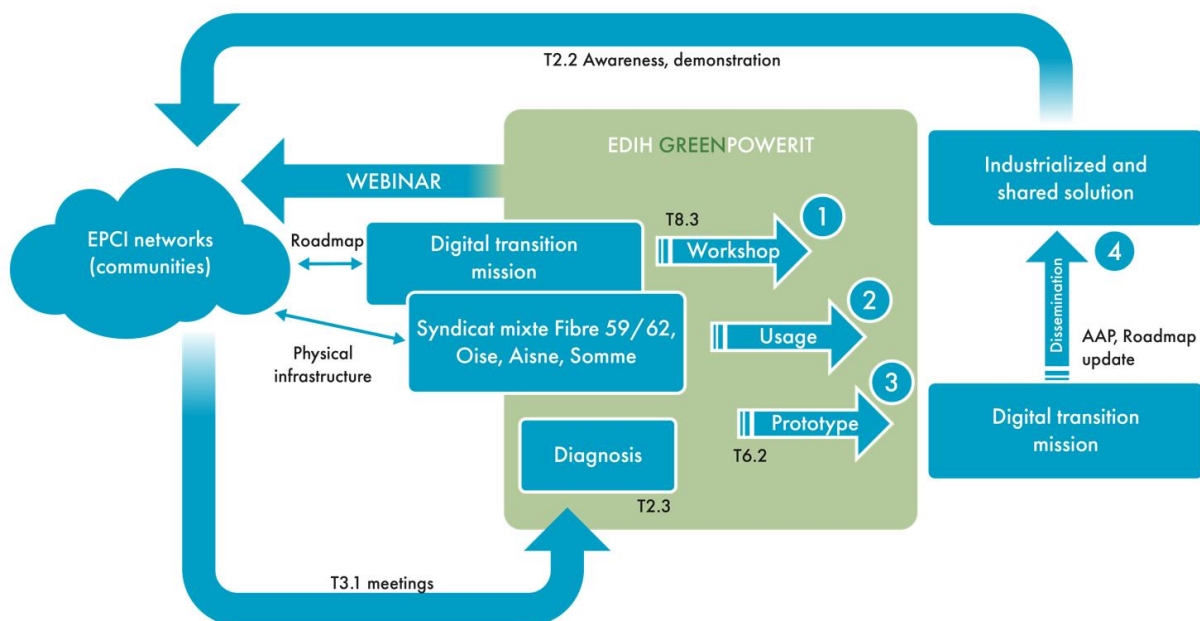 T2.2 Awareness, demonstration
EDIH GREENPOWERIT
WEBINAR
EPCI networks
(communities)
Roadmap
Digital transition
mission
Syndicat mixte Fibre 59/62,
Oise, Aisne, Somme
Physical
infrastructure
T8.3
Workshop
1
Usage
2
Prototype
3
T6.2
Diagnosis
T2.3
T3.1 meetings
Industrialized and
shared solution
4
Dissemination
AAP, Roadmap
update
Digital transition
mission